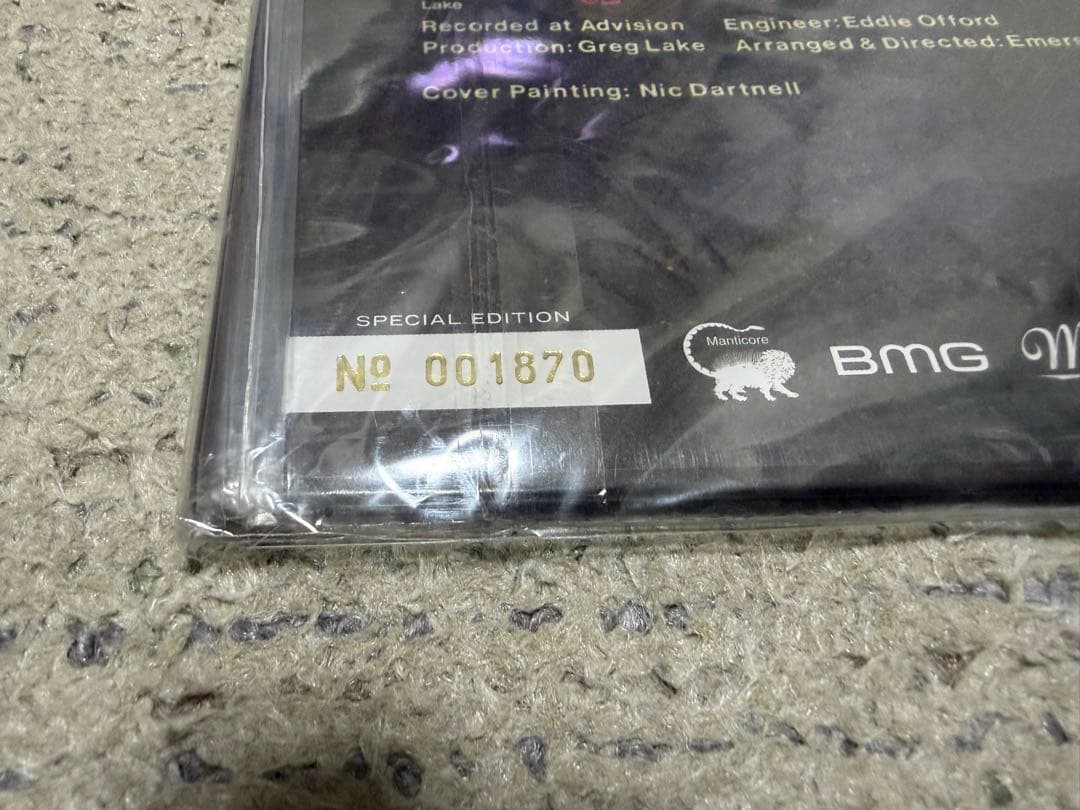 Lake
Recorded at Advision Engineer: Eddie Offord
Production: Greg Lake Arranged & Directed: Emers
Cover Painting: Nic Dartnell
SPECIAL EDITION
Nº 001870
Manticore
BMG
M